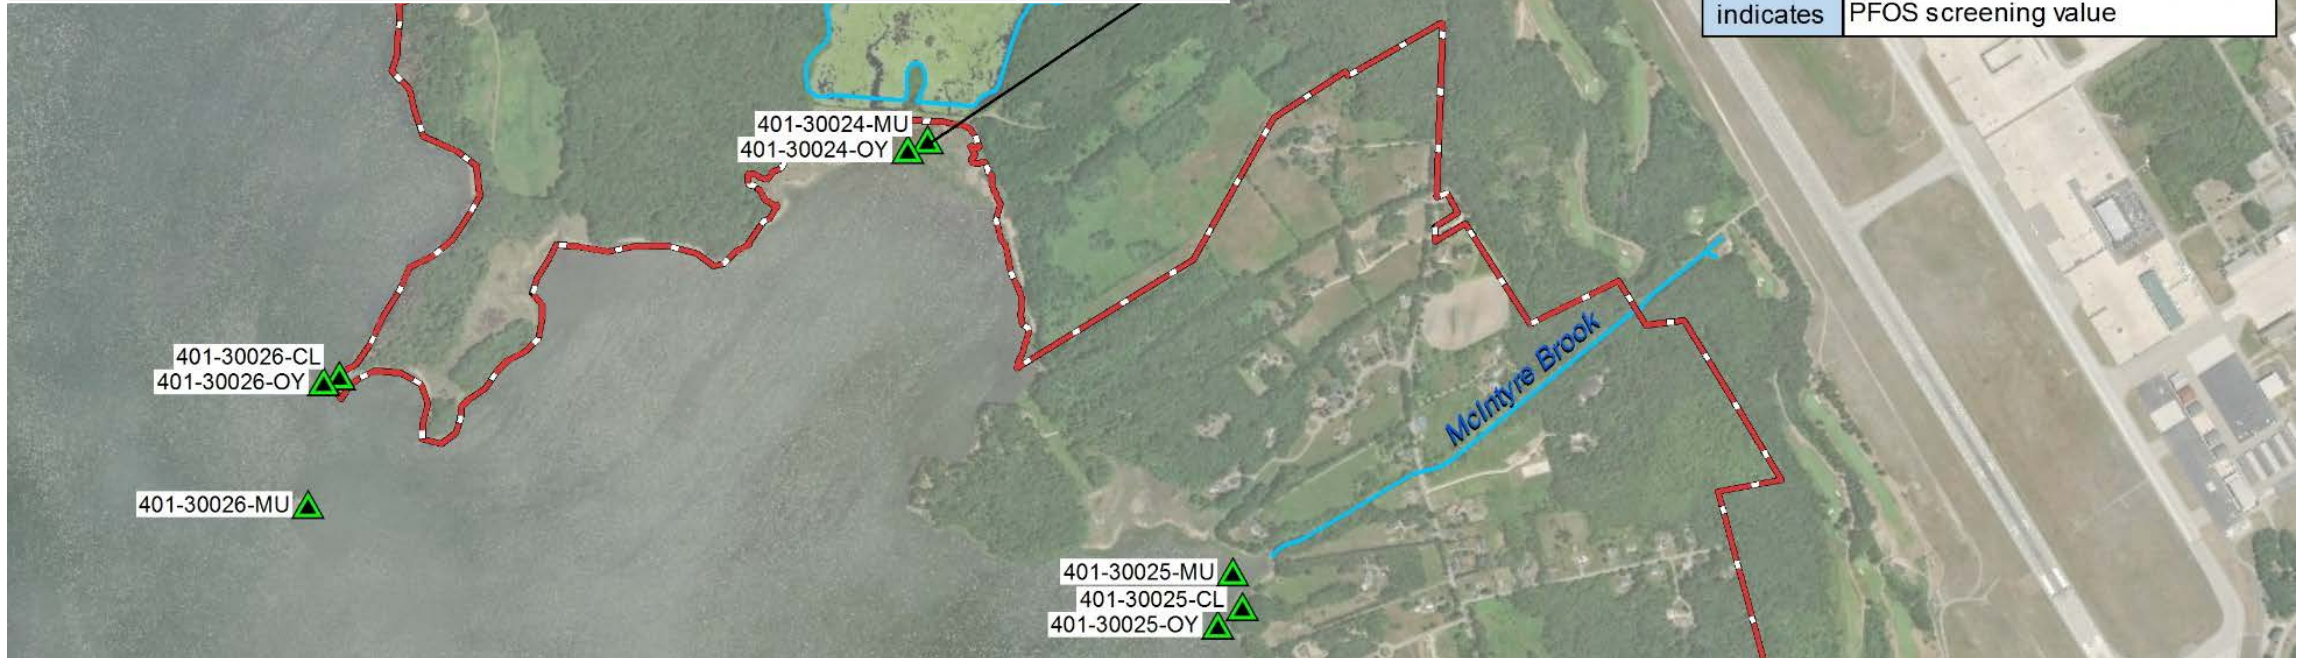 indicates PFOS screening value
401-30024-MU
401-30024-OY
401-30026-CL
401-30026-OY
McIntyre Brook
401-30026-MU
401-30025-MU
401-30025-CL
401-30025-OY